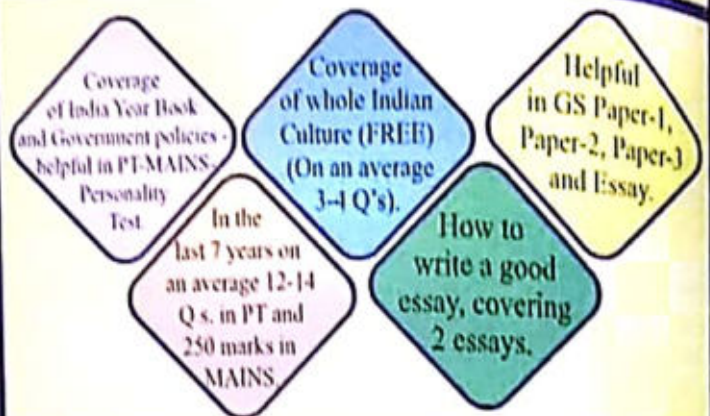 Coverage
of India Year Book
and Government policies -
helpful in PT-MAINS-
Personality
Test
Coverage
of whole Indian
Culture (FREE)
(On an average
3-4 Q's).
Helpful
in GS Paper-1,
Paper-2, Paper-3
and Essay.
In the
last 7 years on
an average 12-14
Q s. in PT and
250 marks in
MAINS.
How to
write a good
essay, covering
2 essays.